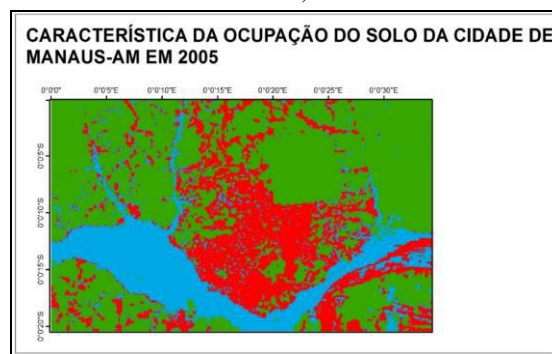 CARACTERÍSTICA DA OCUPAÇÃO DO SOLO DA CIDADE DE
MANAUS-AM EM 2005
0°0'0" 0°0'5"E 0°0'10"E 0°0'15"E 0°0'20"E 0°0'25"E 0°0'30"E
0°0'5"S
0°0'10"S
0°0'15"S
0°0'20"S